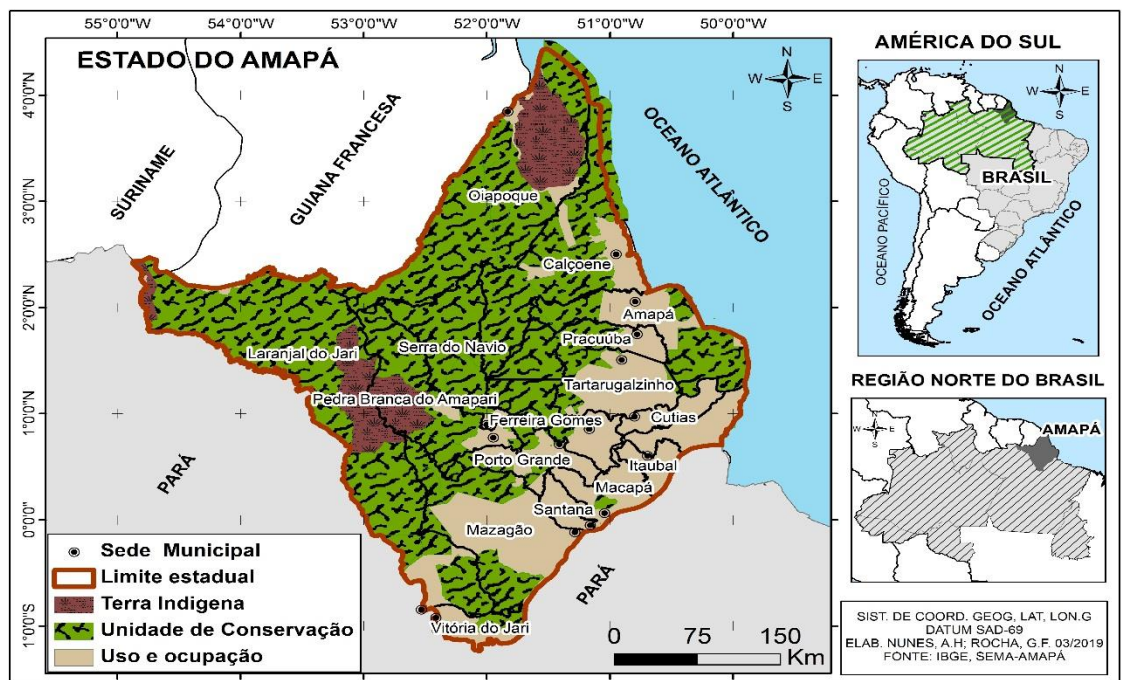 55°0'0"W 54°0'0"W 53°0'0"W 52°0'0"W 51°0'0"W 50°0'0"W
ESTADO DO AMAPÁ
N
W E
S
4°0'0"N
3°0'0"N
2°0'0"N
1°0'0"N
0°0'0"
1°0'0"S
SURINAME
GUIANA FRANCESA
OCEANO ATLÂNTICO
Oiapoque
Calçoene
Amapá
Pracuúba
Serra do Navio
Laranjal do Jari
Tartarugalzinho
Pedra Branca do Amapari
Cutias
Ferreira Gomes
Porto Grande
Itaubal
Macapá
Santana
Mazagão
Vitória do Jari
PARÁ
PARÁ
Sede Municipal
Limite estadual
Terra Indigena
Unidade de Conservação
Uso e ocupação
0 75 150
Km
AMÉRICA DO SUL
N
W E
S
BRASIL
OCEANO PACÍFICO
OCEANO ATLÂNTICO
REGIÃO NORTE DO BRASIL
N
W E
S
AMAPÁ
SIST. DE COORD. GEOG, LAT, LON.G
DATUM SAD-69
ELAB. NUNES, A.H; ROCHA, G.F. 03/2019
FONTE: IBGE, SEMA-AMAPÁ